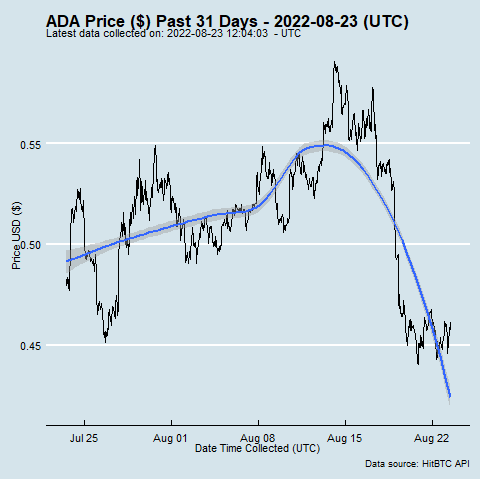 ADA Price ($) Past 31 Days - 2022-08-23 (UTC)
Latest data collected on: 2022-08-23 12:04:03 - UTC
0.55
0.50
0.45
Price USD ($)
Jul 25
Aug 01
Aug 08
Aug 15
Aug 22
Date Time Collected (UTC)
Data source: HitBTC API